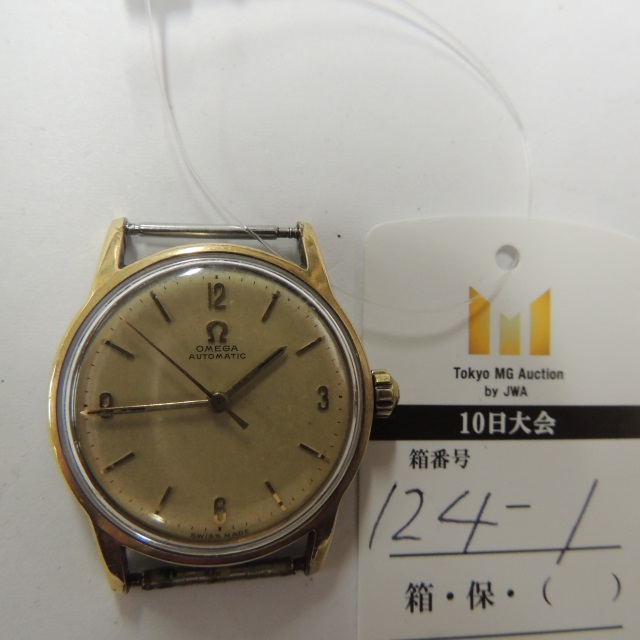 12
OMEGA
AUTOMATIC
9
3
6
SWISS MADE
Tokyo MG Auction
by JWA
10日大会
箱番号
124-1
箱・保・( )